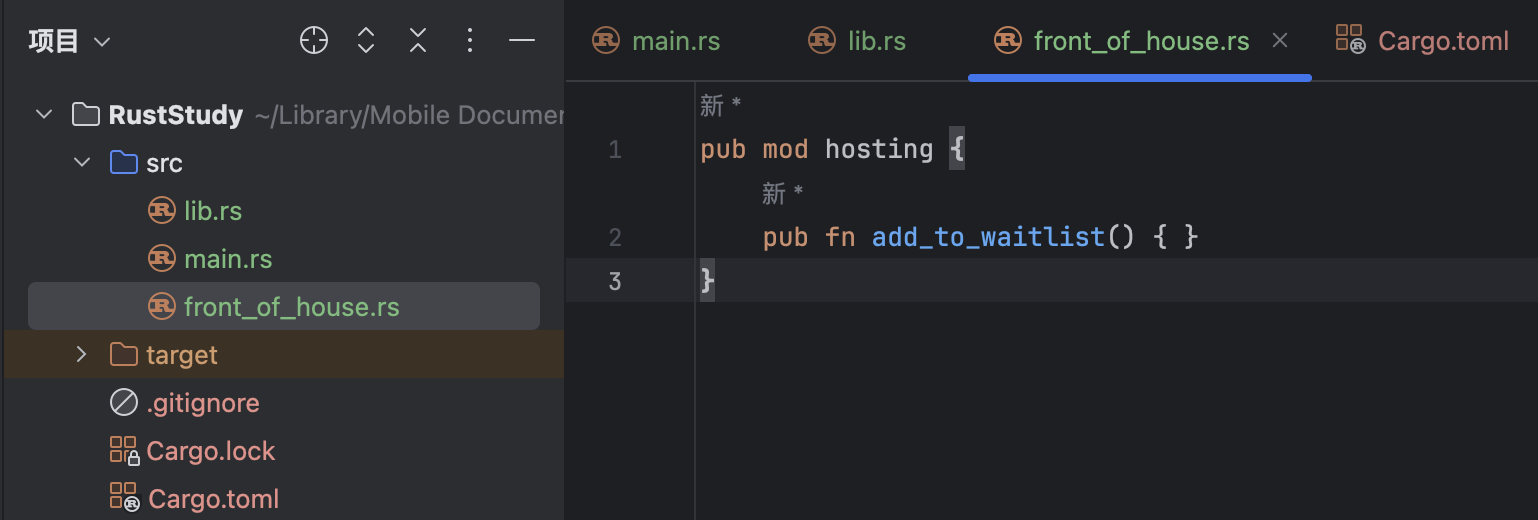 项目
RustStudy ~/Library/Mobile Documen
src
lib.rs
main.rs
front_of_house.rs
target
.gitignore
Cargo.lock
Cargo.toml
main.rs lib.rs front_of_house.rs Cargo.toml
新 *
1 pub mod hosting {
新 *
2 pub fn add_to_waitlist() { }
3 }